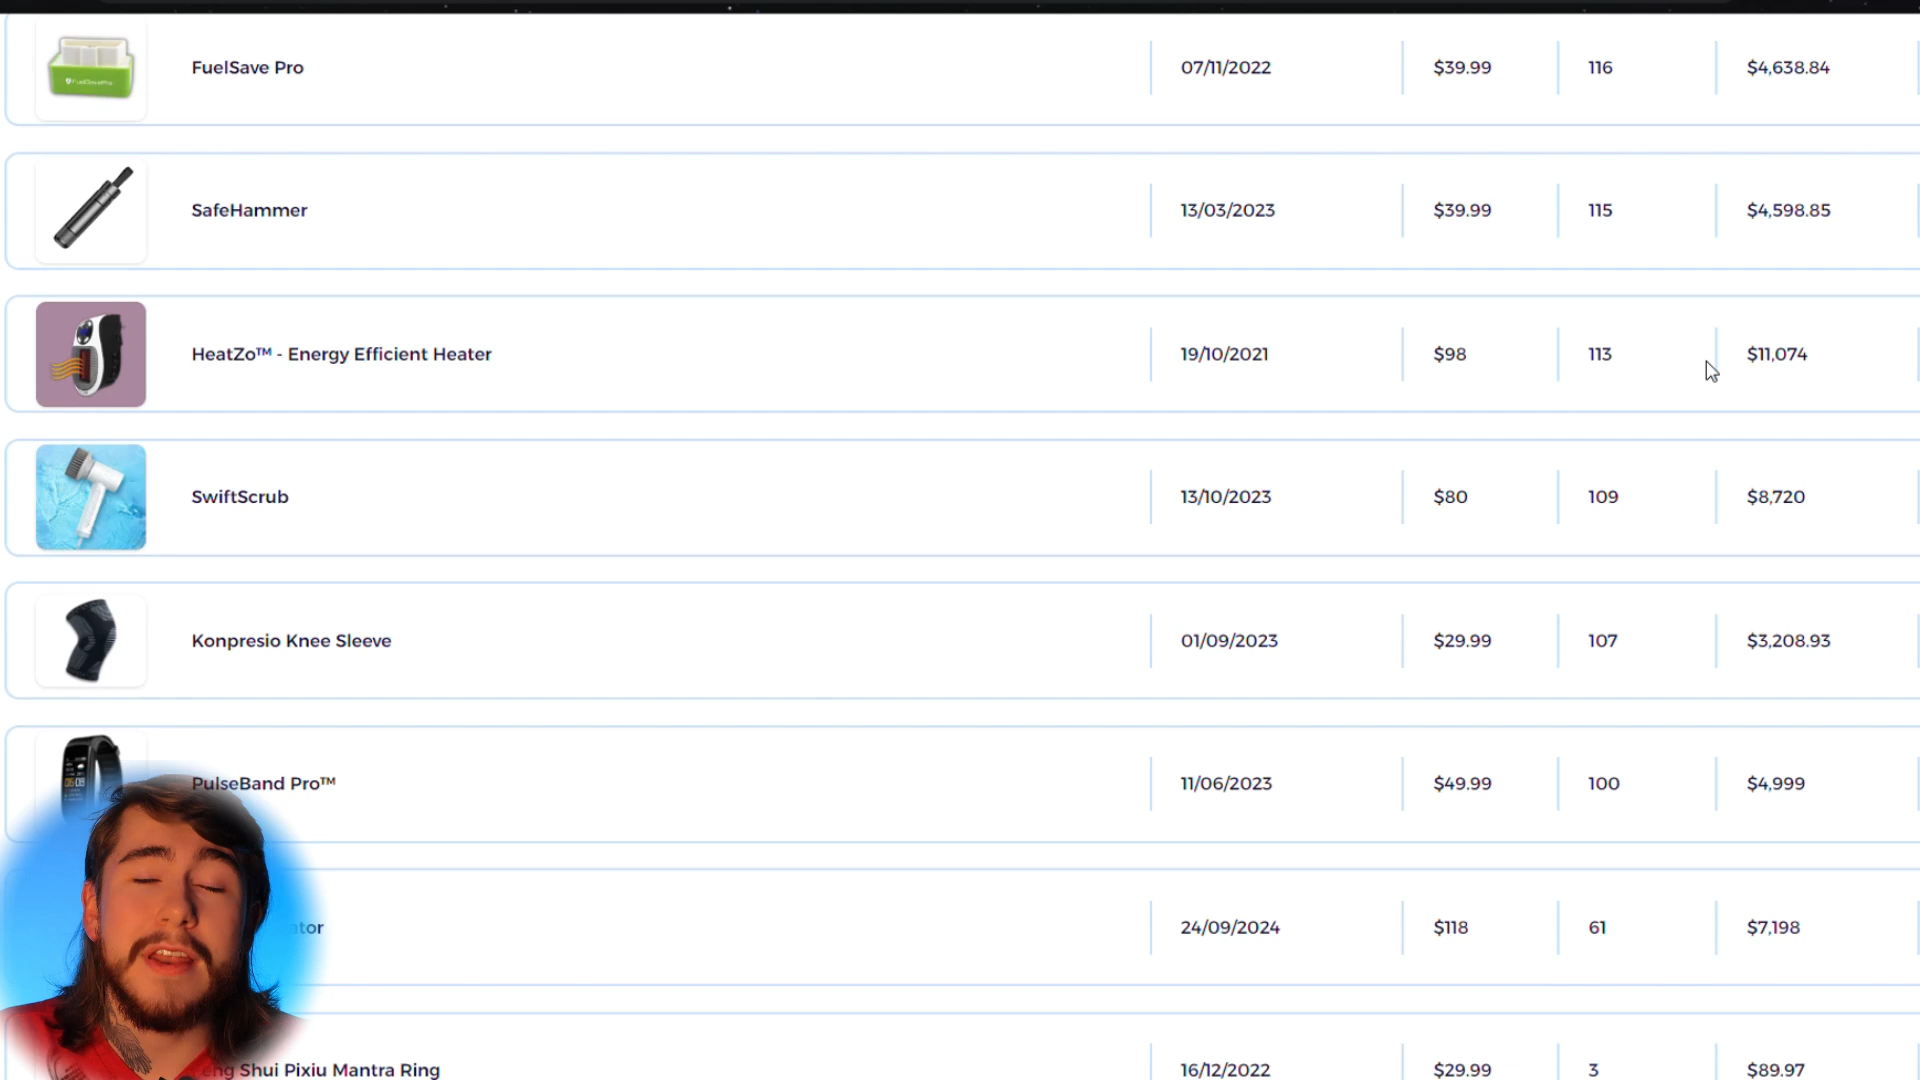 FuelSave Pro 07/11/2022 $39.99 116 $4,638.84
FuelSavePro
SafeHammer 13/03/2023 $39.99 115 $4,598.85
HeatZo™ - Energy Efficient Heater 19/10/2021 $98 113 $11,074
SwiftScrub 13/10/2023 $80 109 $8,720
Konpresio Knee Sleeve 01/09/2023 $29.99 107 $3,208.93
PulseBand Pro™ 11/06/2023 $49.99 100 $4,999
24/09/2024 $118 61 $7,198
Shui Pixiu Mantra Ring 16/12/2022 $29.99 3 $89.97